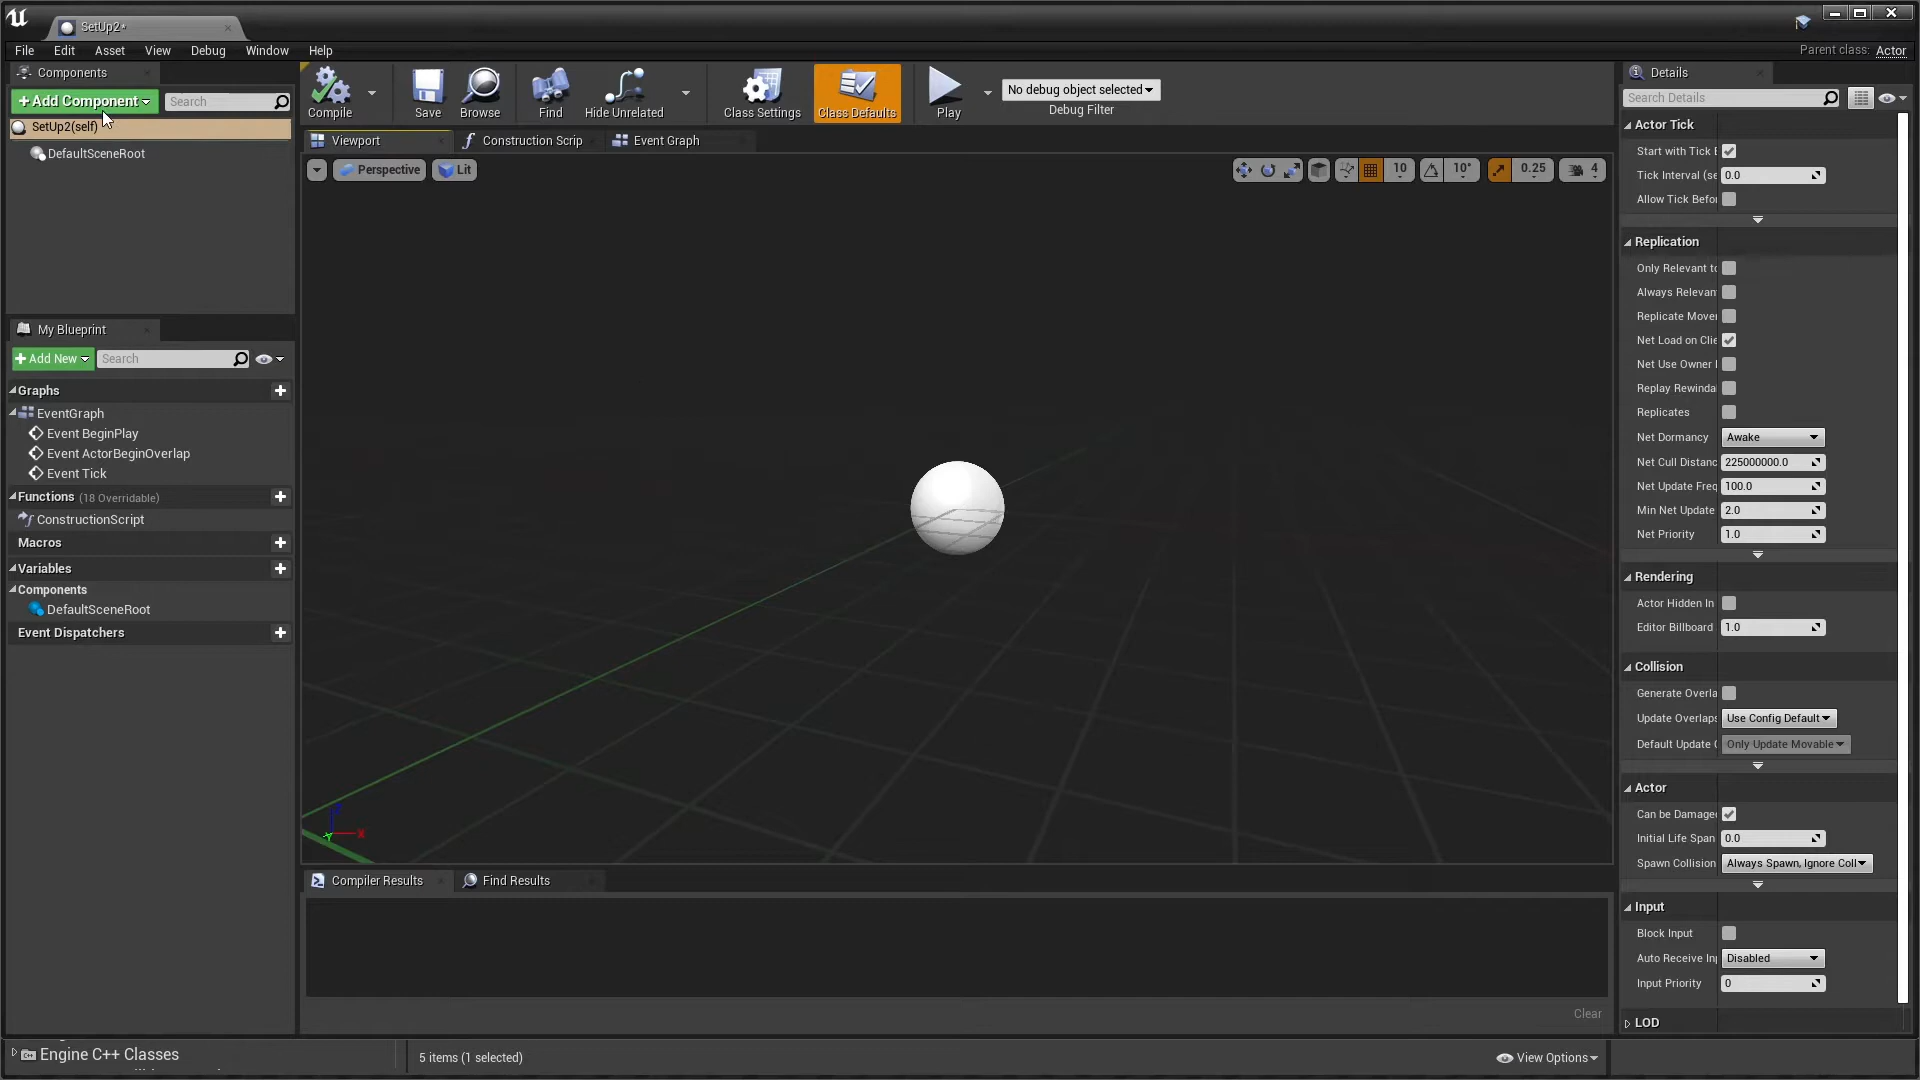 SetUp2*
File Edit Asset View Debug Window Help
Parent class: Actor
Components
+Add Component
Search
SetUp2(self)
DefaultSceneRoot
My Blueprint
+Add New
Search
Graphs
EventGraph
Event BeginPlay
Event ActorBeginOverlap
Event Tick
Functions (18 Overridable)
ConstructionScript
Macros
Variables
Components
DefaultSceneRoot
Event Dispatchers
Engine C++ Classes
Compile
Save
Browse
Find
Hide Unrelated
Class Settings
Class Defaults
Play
No debug object selected
Debug Filter
Viewport
Construction Scrip
Event Graph
Perspective
Lit
10
10°
0.25
4
Compiler Results
Find Results
Clear
5 items (1 selected)
View Options
Details
Search Details
Actor Tick
Start with Tick E
Tick Interval (se 0.0
Allow Tick Befor
Replication
Only Relevant to
Always Relevan
Replicate Mover
Net Load on Clie
Net Use Owner
Replay Rewinda
Replicates
Net Dormancy Awake
Net Cull Distanc 225000000.0
Net Update Freq 100.0
Min Net Update 2.0
Net Priority 1.0
Rendering
Actor Hidden In
Editor Billboard 1.0
Collision
Generate Overla
Update Overlaps Use Config Default
Default Update Only Update Movable
Actor
Can be Damaged
Initial Life Span 0.0
Spawn Collision Always Spawn, Ignore Coll
Input
Block Input
Auto Receive Inp Disabled
Input Priority 0
LOD